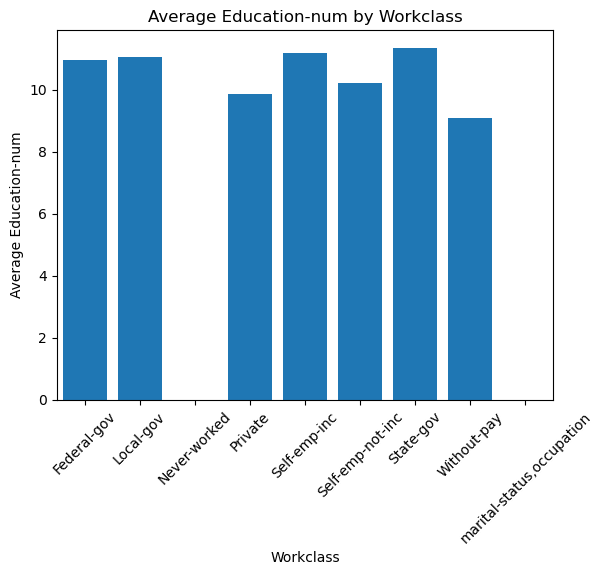 Average Education-num by Workclass
Average Education-num
10
8
6
4
2
0
Federal-gov
Local-gov
Never-worked
Private
Self-emp-inc
Self-emp-not-inc
State-gov
Without-pay
marital-status,occupation
Workclass